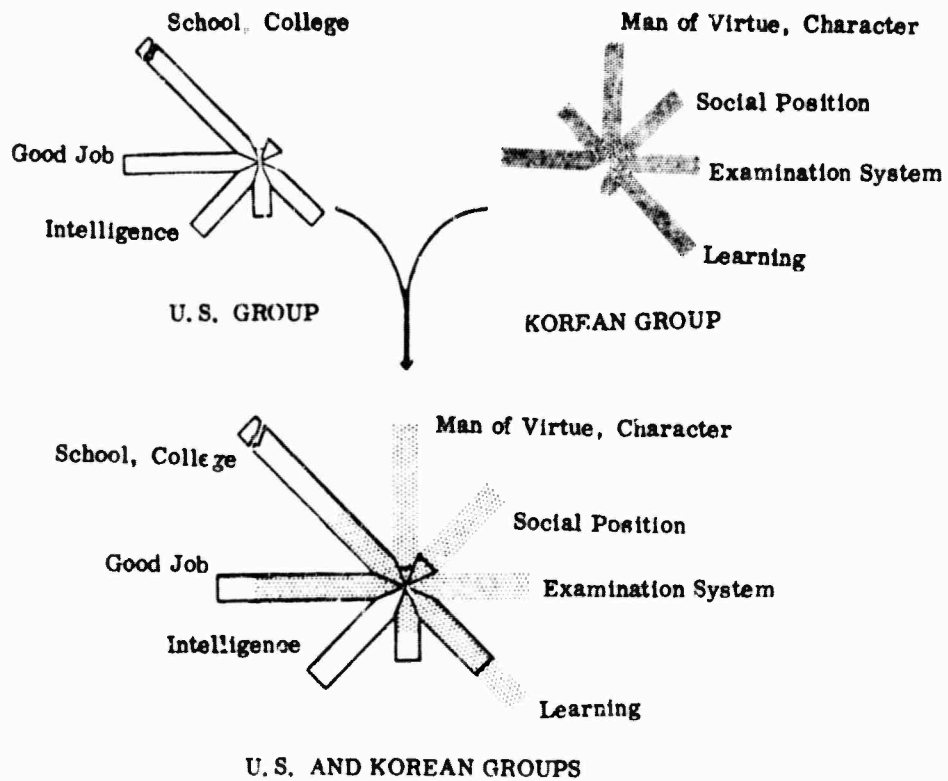 School, College
Man of Virtue, Character
Social Position
Good Job
Examination System
Intelligence
Learning
U.S. GROUP
KOREAN GROUP
Man of Virtue, Character
School, College
Social Position
Good Job
Examination System
Intelligence
Learning
U.S. AND KOREAN GROUPS